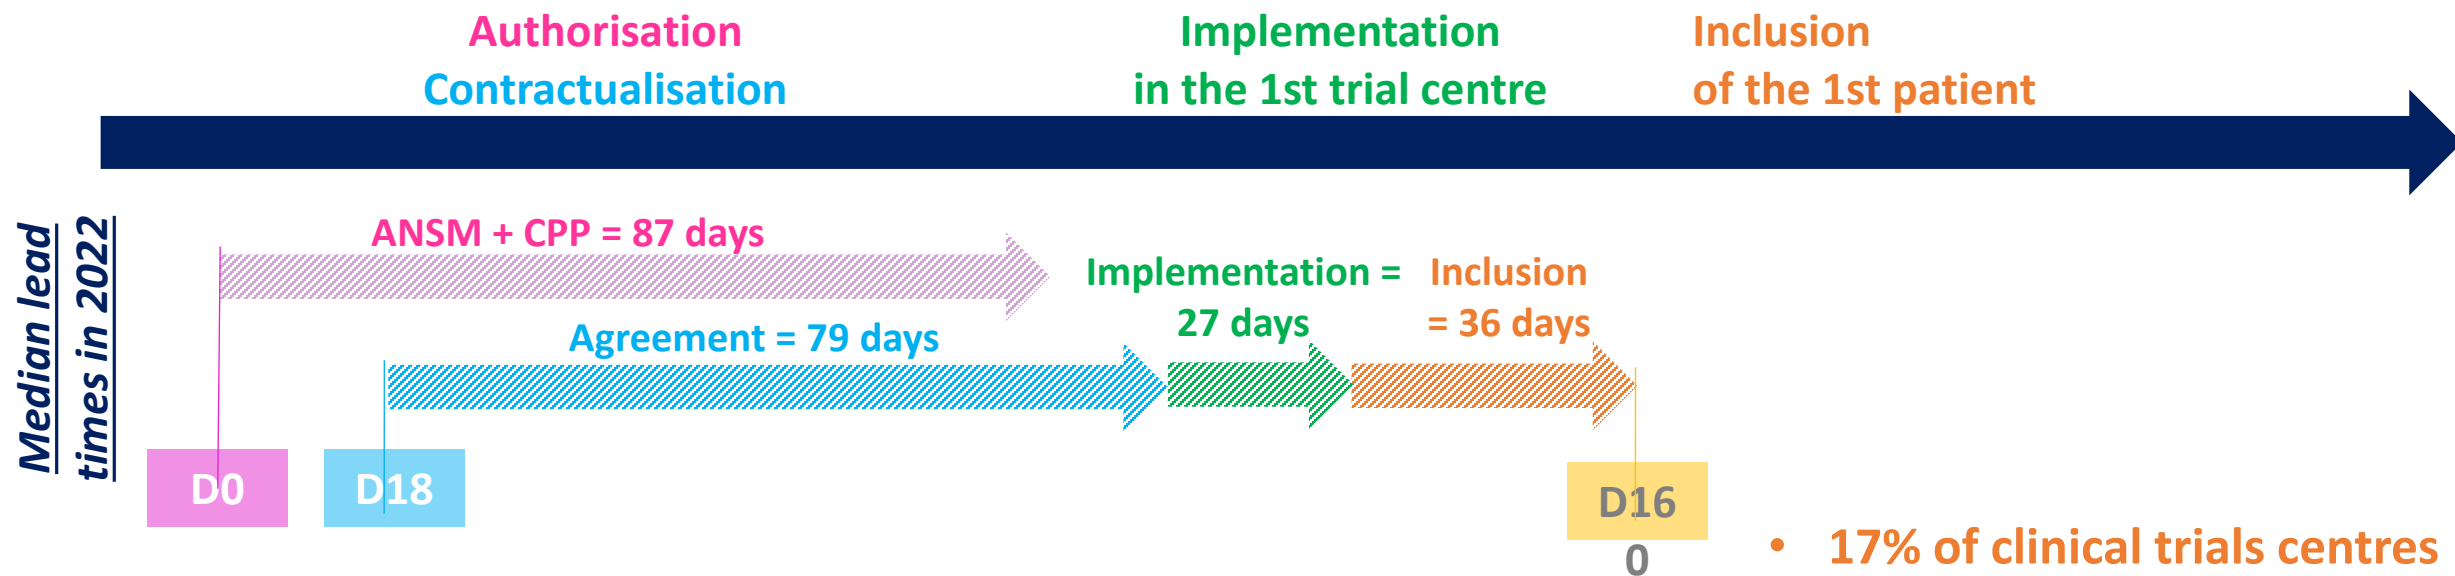 Authorisation
Contractualisation
Implementation
in the 1st trial centre
Inclusion
of the 1st patient
Median lead
times in 2022
ANSM + CPP = 87 days
Agreement = 79 days
Implementation =
27 days
Inclusion
= 36 days
D0
D18
D16
0
• 17% of clinical trials centres